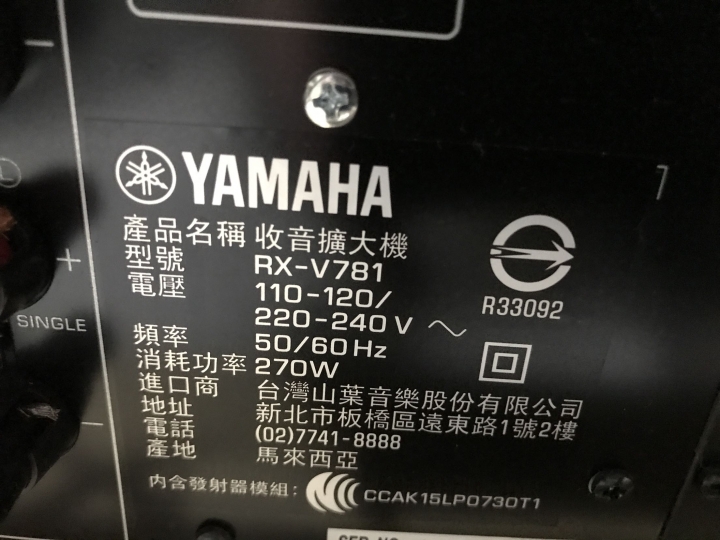 YAMAHA
產品名稱 收音擴大機
型號 RX-V781
電壓 110-120/
220-240V ~
頻率 50/60Hz
消耗功率 270W
進口商 台灣山葉音樂股份有限公司
地址 新北市板橋區遠東路1號2樓
電話 (02)7741-8888
產地 馬來西亞
內含發射器模組: CCAK15LP0730T1
R33092
L
+
SINGLE